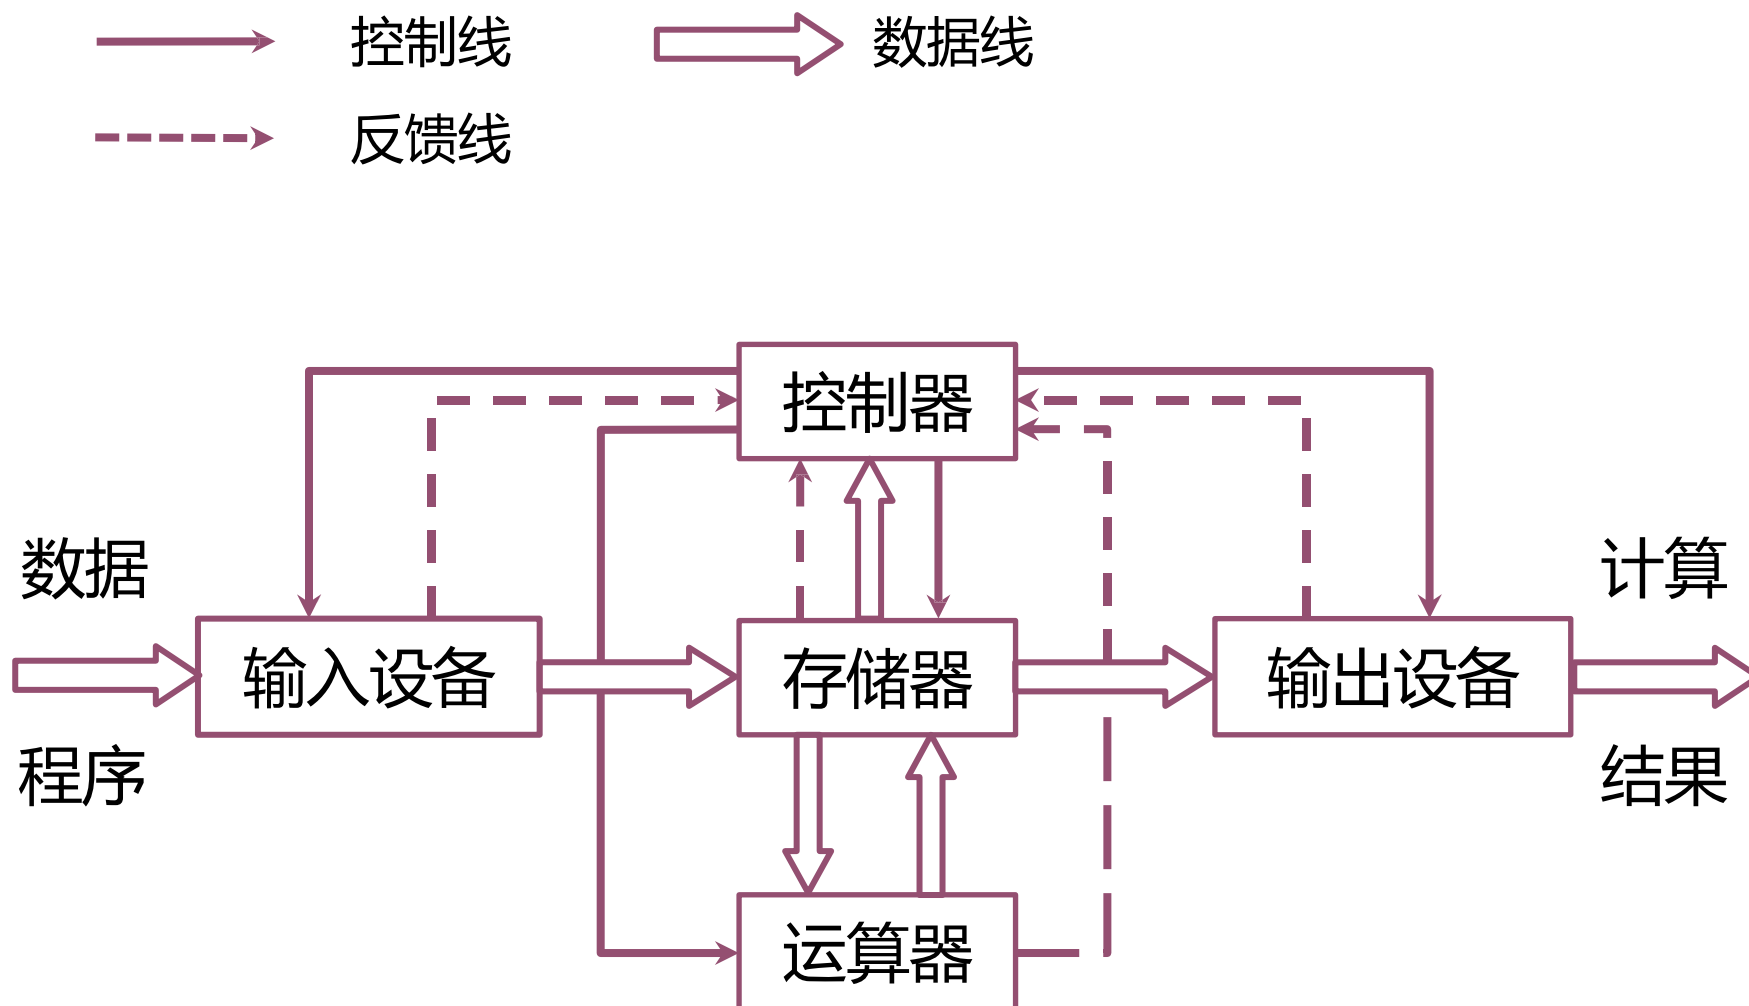 控制线 数据线
反馈线
控制器
数据
程序
输入设备 存储器 输出设备
计算
结果
运算器